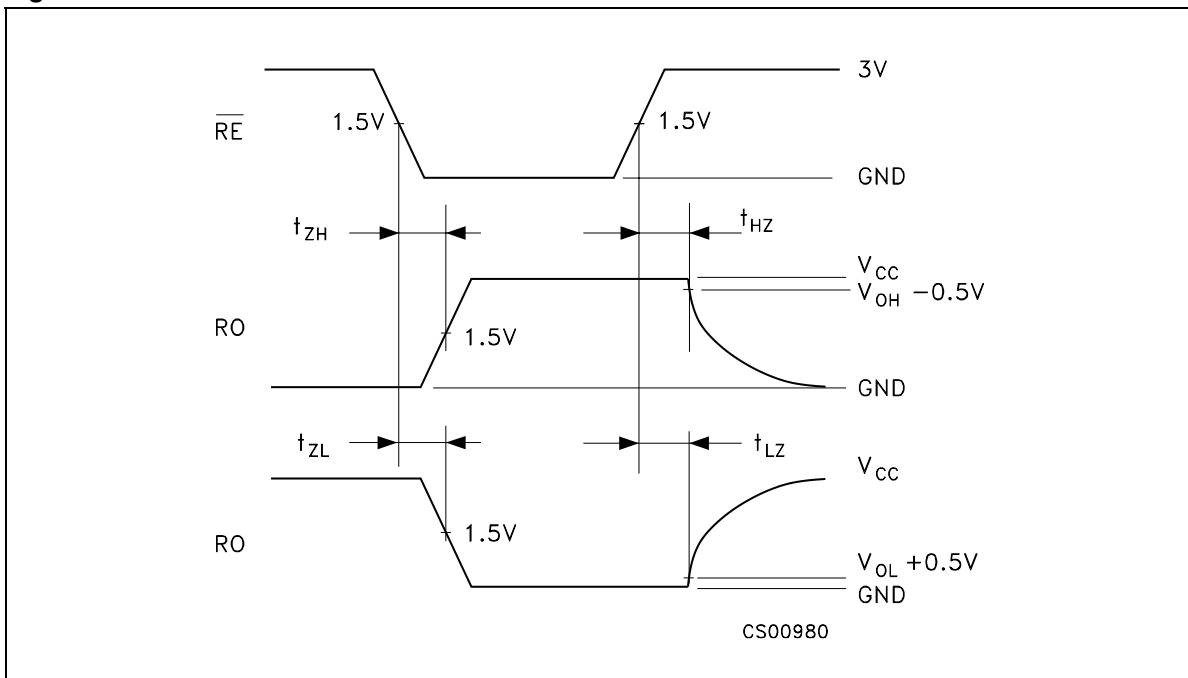 3V
R̅E̅
1.5V
1.5V
GND
tZH
tHZ
VCC
VOH −0.5V
RO
1.5V
GND
tZL
tLZ
VCC
RO
1.5V
VOL +0.5V
GND
CS00980